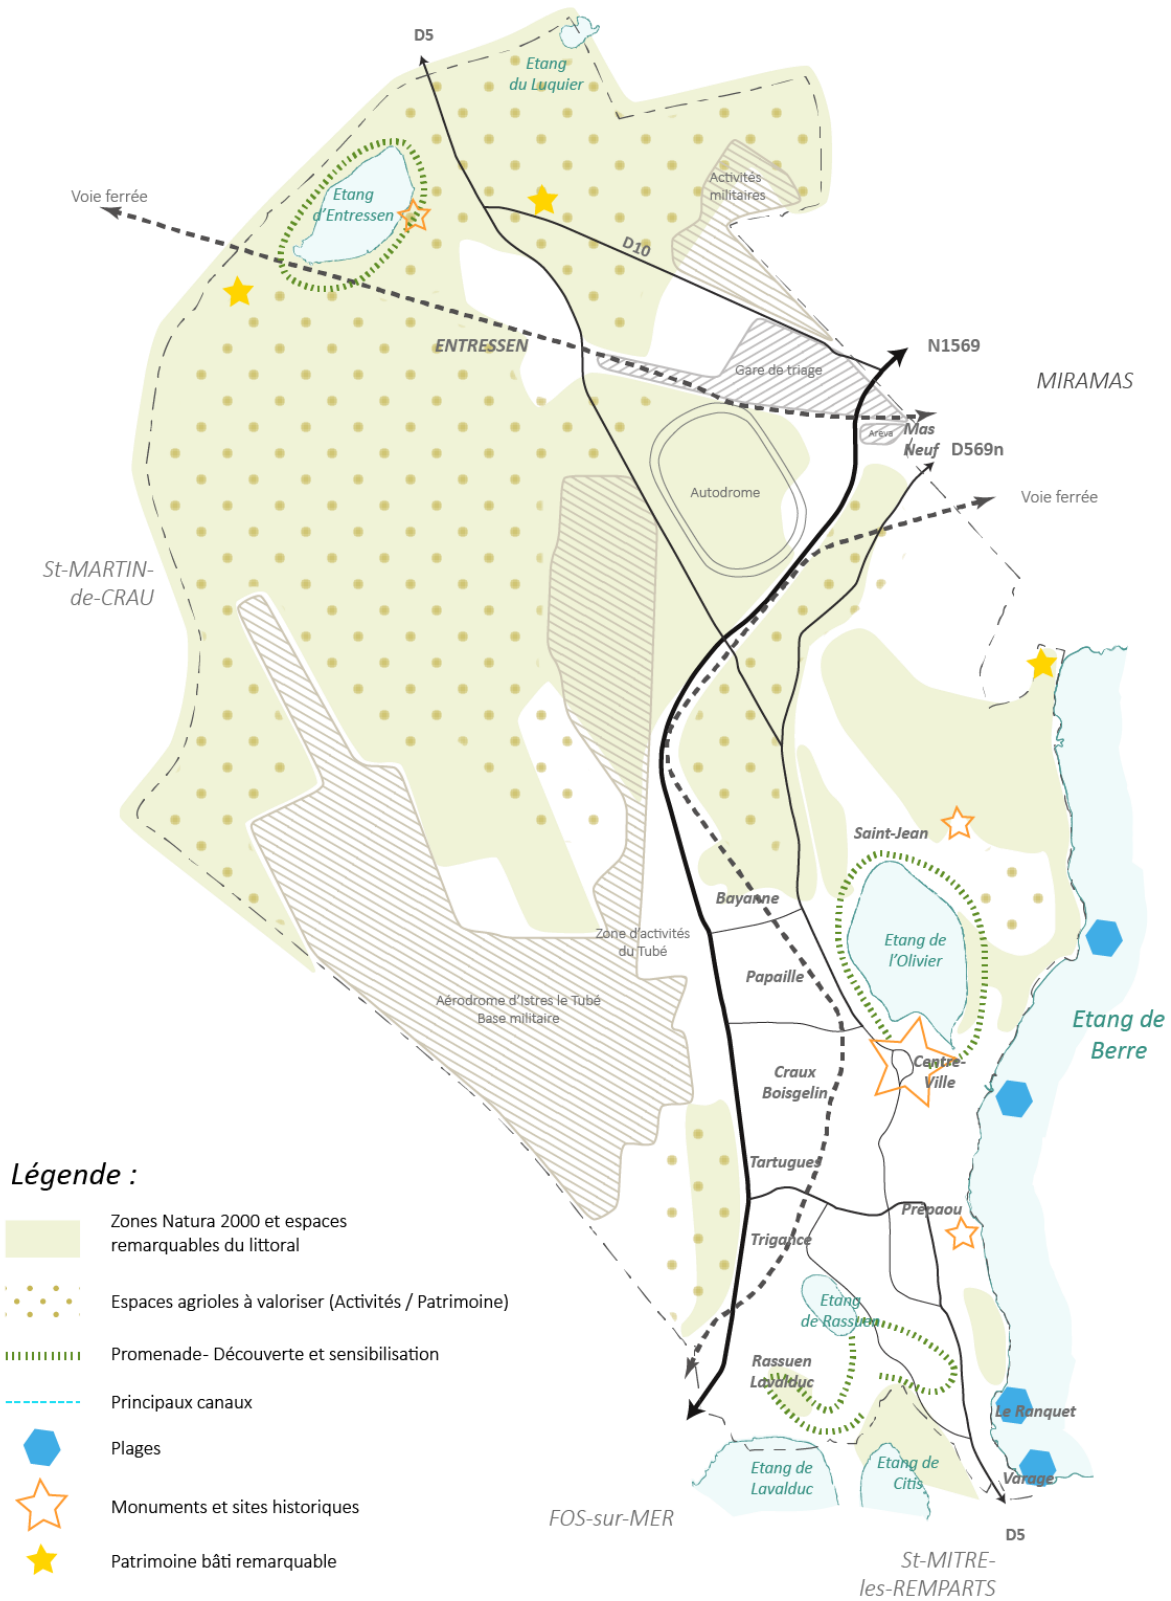 D5
Etang
du Luquier
Activités
militaires
Voie ferrée
Etang
d'Entressen
D10
ENTRESSEN
N1569
Gare de triage
MIRAMAS
Areva
Mas
Neuf
D569n
Autodrome
Voie ferrée
St-MARTIN-
de-CRAU
Saint-Jean
Bayanne
Zone d'activités
du Tubé
Etang de
l'Olivier
Papaille
Aérodrome d'Istres le Tubé
Base militaire
Etang de
Berre
Centre-
Ville
Craux
Boisgelin
Tartugues
Prépaou
Trigance
Etang
de Rassuen
Rassuen
Lavalduc
Le Ranquet
Etang de
Lavalduc
Etang de
Citis
Varage
FOS-sur-MER
D5
St-MITRE-
les-REMPARTS
Légende :
Zones Natura 2000 et espaces
remarquables du littoral
Espaces agrioles à valoriser (Activités / Patrimoine)
Promenade- Découverte et sensibilisation
Principaux canaux
Plages
Monuments et sites historiques
Patrimoine bâti remarquable